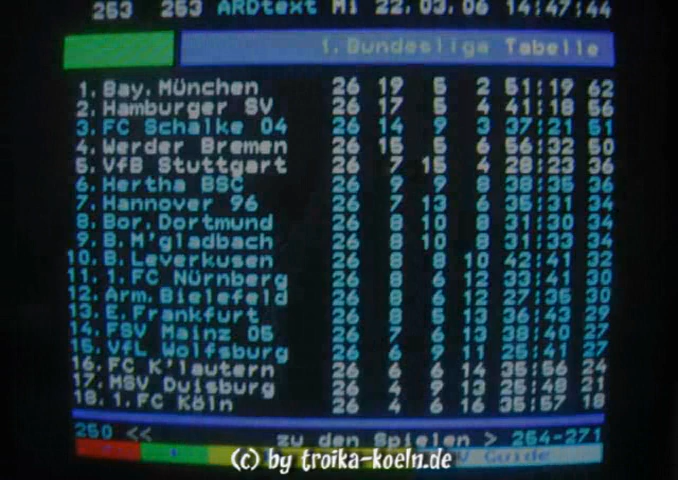 253 253 ARDtext Mi 22.03.06 14:47:44
1. Bundesliga Tabelle
1. Bay. München 26 19 5 2 51:19 62
2. Hamburger SV 26 17 5 4 41:18 56
3. FC Schalke 04 26 14 9 3 37:21 51
4. Werder Bremen 26 15 5 6 56:32 50
5. VfB Stuttgart 26 7 15 4 28:23 36
6. Hertha BSC 26 9 9 8 38:35 36
7. Hannover 96 26 7 13 6 35:31 34
8. Bor. Dortmund 26 8 10 8 31:30 34
9. B. M'gladbach 26 8 10 8 31:33 34
10. B. Leverkusen 26 8 8 10 42:41 32
11. 1. FC Nürnberg 26 8 6 12 33:41 30
12. Arm. Bielefeld 26 8 6 12 27:35 30
13. E. Frankfurt 26 8 5 13 36:43 29
14. FSV Mainz 05 26 7 6 13 38:40 27
15. VfL Wolfsburg 26 6 9 11 25:41 27
16. FC K'lautern 26 6 6 14 35:56 24
17. MSV Duisburg 26 4 9 13 25:48 21
18. 1. FC Köln 26 4 6 16 35:57 18
250 << zu den Spielen > 254-271
Guide
(c) by troika-koeln.de